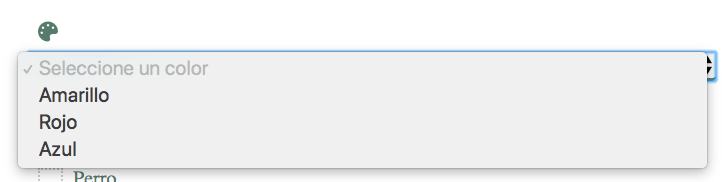 Seleccione un color
Amarillo
Rojo
Azul
Perro